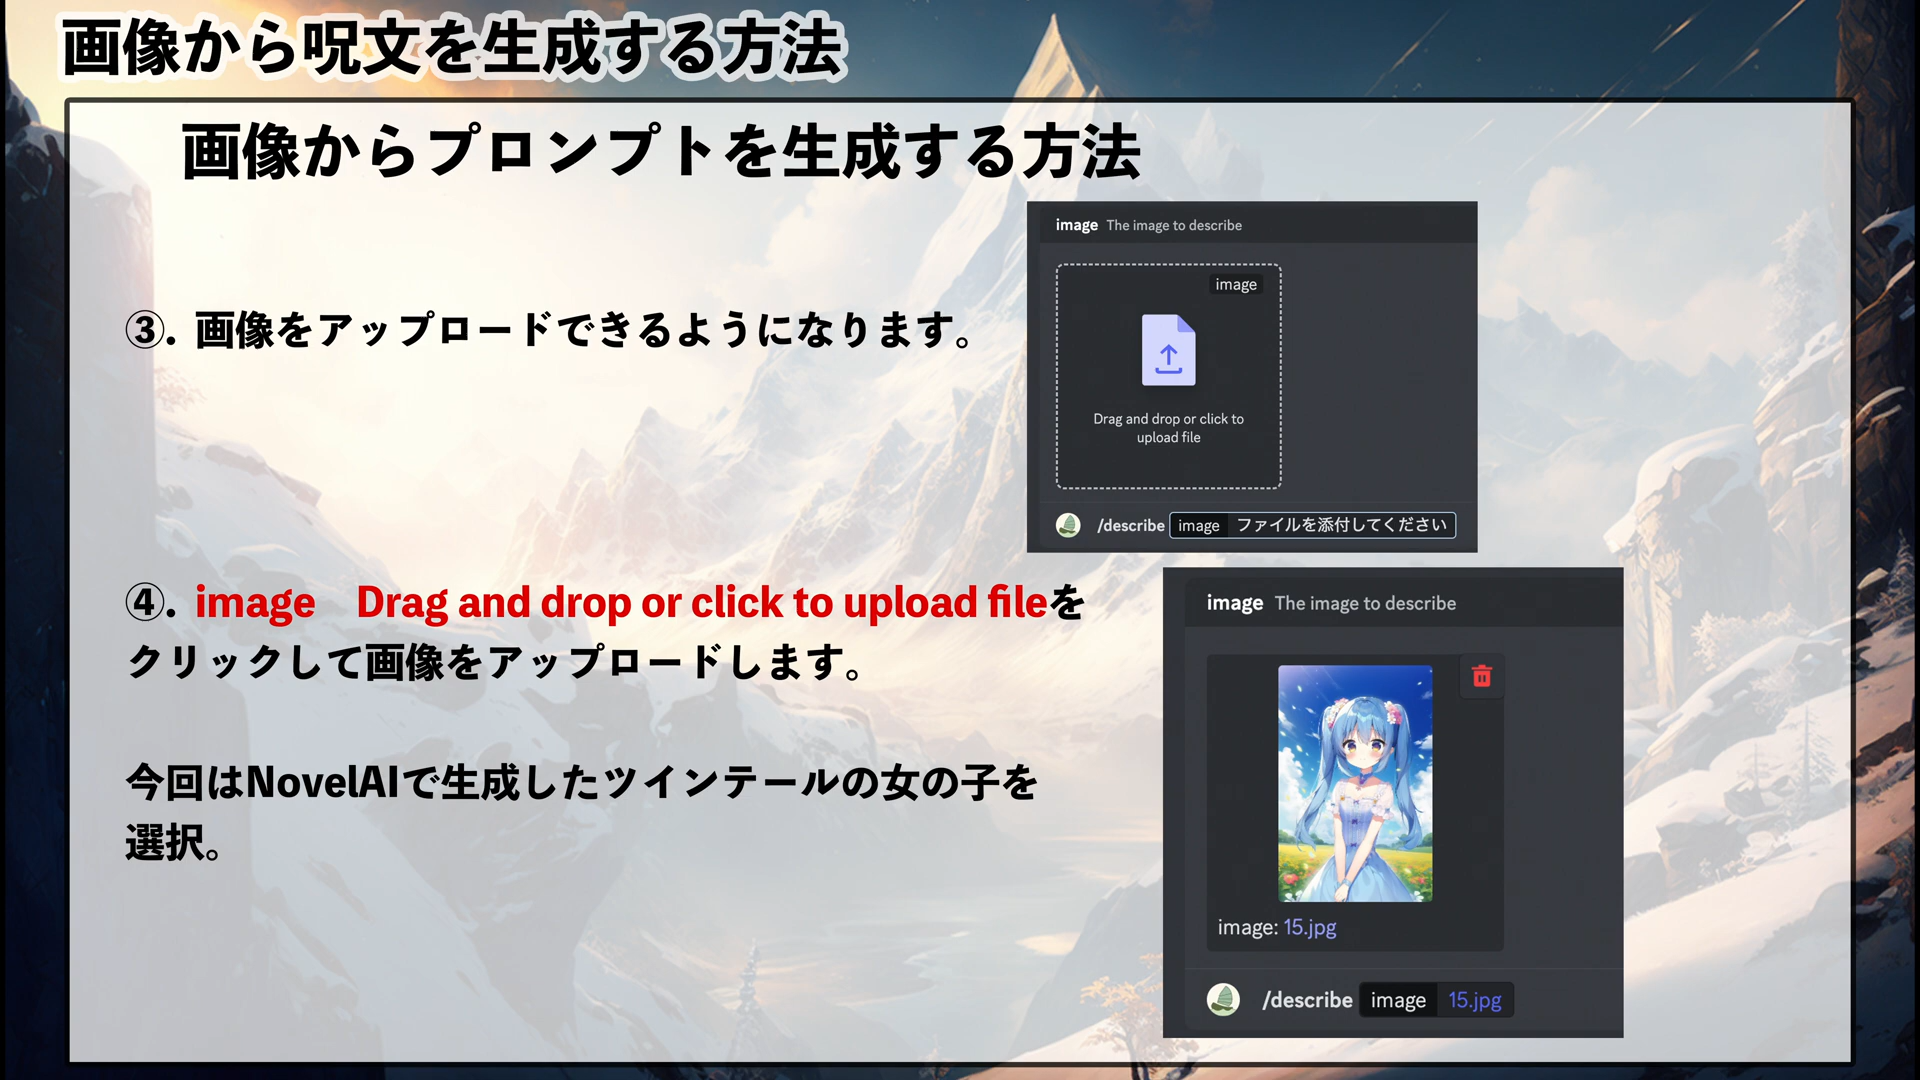 画像から呪文を生成する方法
画像からプロンプトを生成する方法
③. 画像をアップロードできるようになります。
image The image to describe
image
Drag and drop or click to
upload file
/describe image ファイルを添付してください
④. image　Drag and drop or click to upload fileを
クリックして画像をアップロードします。
今回はNovelAIで生成したツインテールの女の子を
選択。
image The image to describe
image: 15.jpg
/describe image 15.jpg